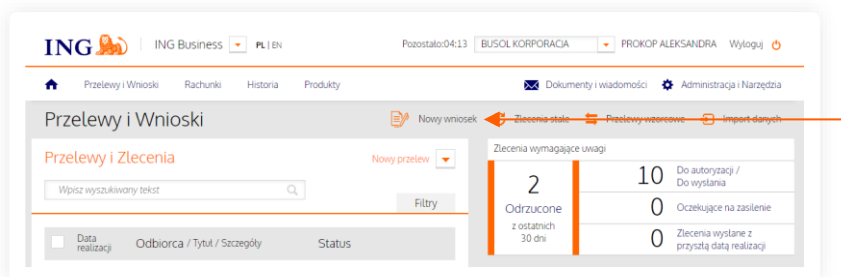 ING ING Business PL | EN Pozostało:04:13 BUSOL KORPORACJA PROKOP ALEKSANDRA Wyloguj
Przelewy i Wnioski Rachunki Historia Produkty Dokumenty i wiadomości Administracja i Narzędzia
Przelewy i Wnioski Nowy wniosek Zlecenia stałe Przelewy wzorcowe Import danych
Przelewy i Zlecenia Nowy przelew
Wpisz wyszukiwany tekst
Filtry
Data realizacji Odbiorca / Tytuł / Szczegóły Status
Zlecenia wymagające uwagi
2
Odrzucone
z ostatnich
30 dni
10 Do autoryzacji /
Do wysłania
0 Oczekujące na zasilenie
0 Zlecenia wysłane z
przyszłą datą realizacji